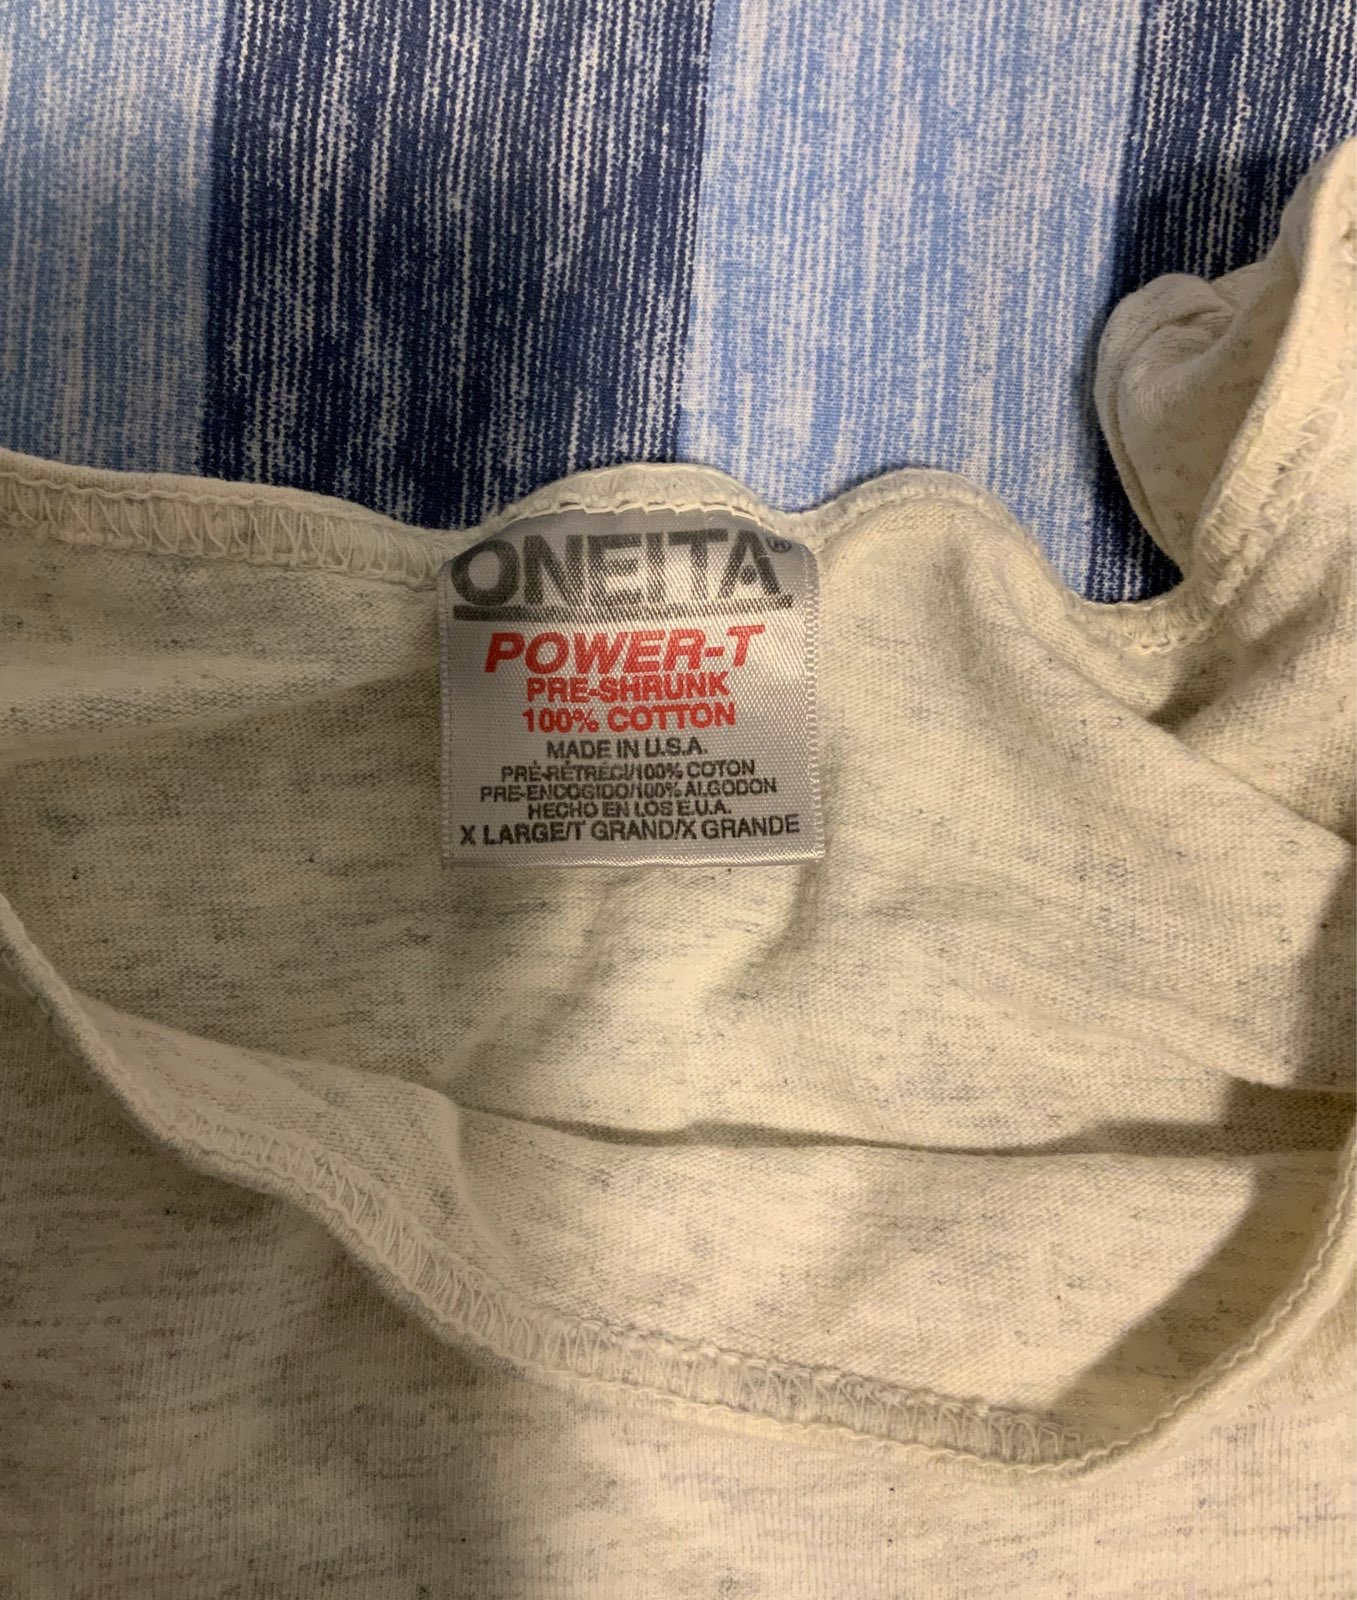 ONEITA®
POWER-T
PRE-SHRUNK
100% COTTON
MADE IN U.S.A.
PRÉ-RÉTRÉCI/100% COTON
PRE-ENCOGIDO/100% ALGODON
HECHO EN LOS E.U.A.
X LARGE/T GRAND/X GRANDE